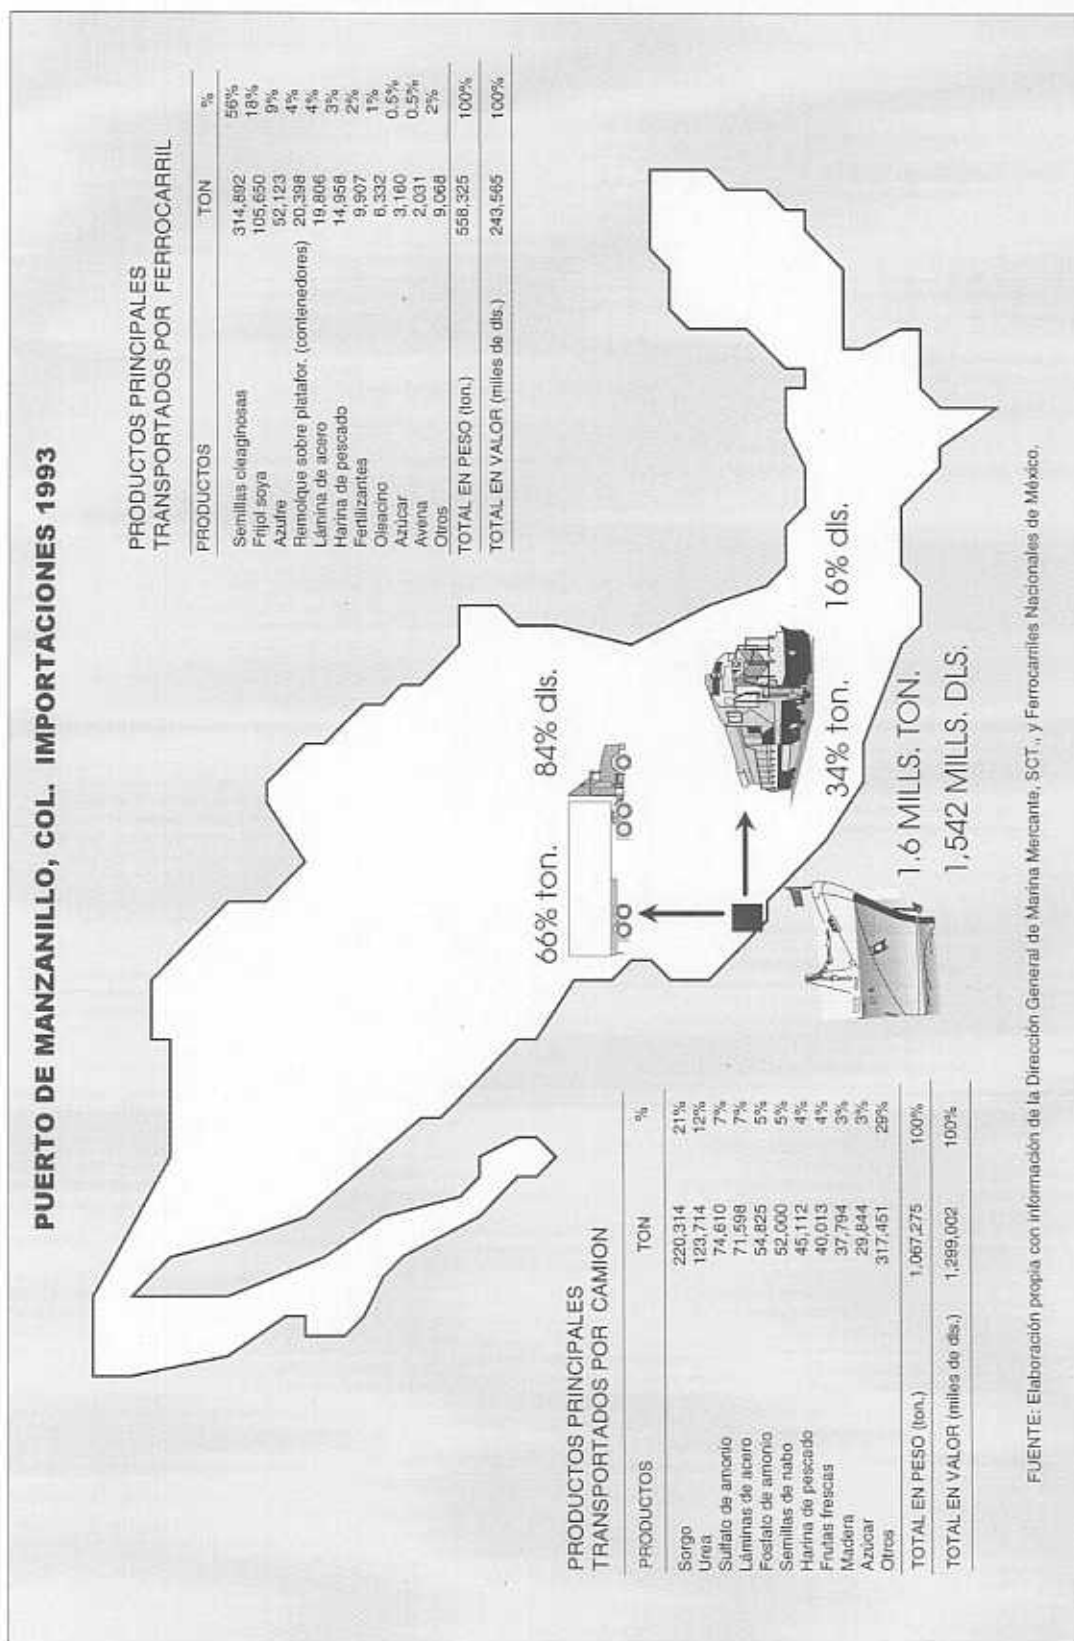 PUERTO DE MANZANILLO, COL. IMPORTACIONES 1993
PRODUCTOS PRINCIPALES
TRANSPORTADOS POR FERROCARRIL
PRODUCTOS TON %
Semillas oleaginosas 314,892 56%
Frijol soya 105,650 18%
Azufre 52,123 9%
Remolque sobre platafor. (contenedores) 20,398 4%
Lámina de acero 19,806 4%
Harina de pescado 14,958 3%
Fertilizantes 9,907 2%
Oleacino 6,332 1%
Azúcar 3,160 0.5%
Avena 2,031 0.5%
Otros 9,068 2%
TOTAL EN PESO (ton.) 558,325 100%
TOTAL EN VALOR (miles de dls.) 243,565 100%
66% ton. 84% dls.
34% ton. 16% dls.
1.6 MILLS. TON.
1,542 MILLS. DLS.
PRODUCTOS PRINCIPALES
TRANSPORTADOS POR CAMION
PRODUCTOS TON %
Sorgo 220,314 21%
Urea 123,714 12%
Sulfato de amonio 74,610 7%
Láminas de acero 71,598 7%
Fosfato de amonio 54,825 5%
Semillas de nabo 52,000 5%
Harina de pescado 45,112 4%
Frutas frescas 40,013 4%
Madera 37,794 3%
Azúcar 29,844 3%
Otros 317,451 29%
TOTAL EN PESO (ton.) 1,067,275 100%
TOTAL EN VALOR (miles de dls.) 1,299,002 100%
FUENTE: Elaboración propia con información de la Dirección General de Marina Mercante, SCT., y Ferrocarriles Nacionales de México.